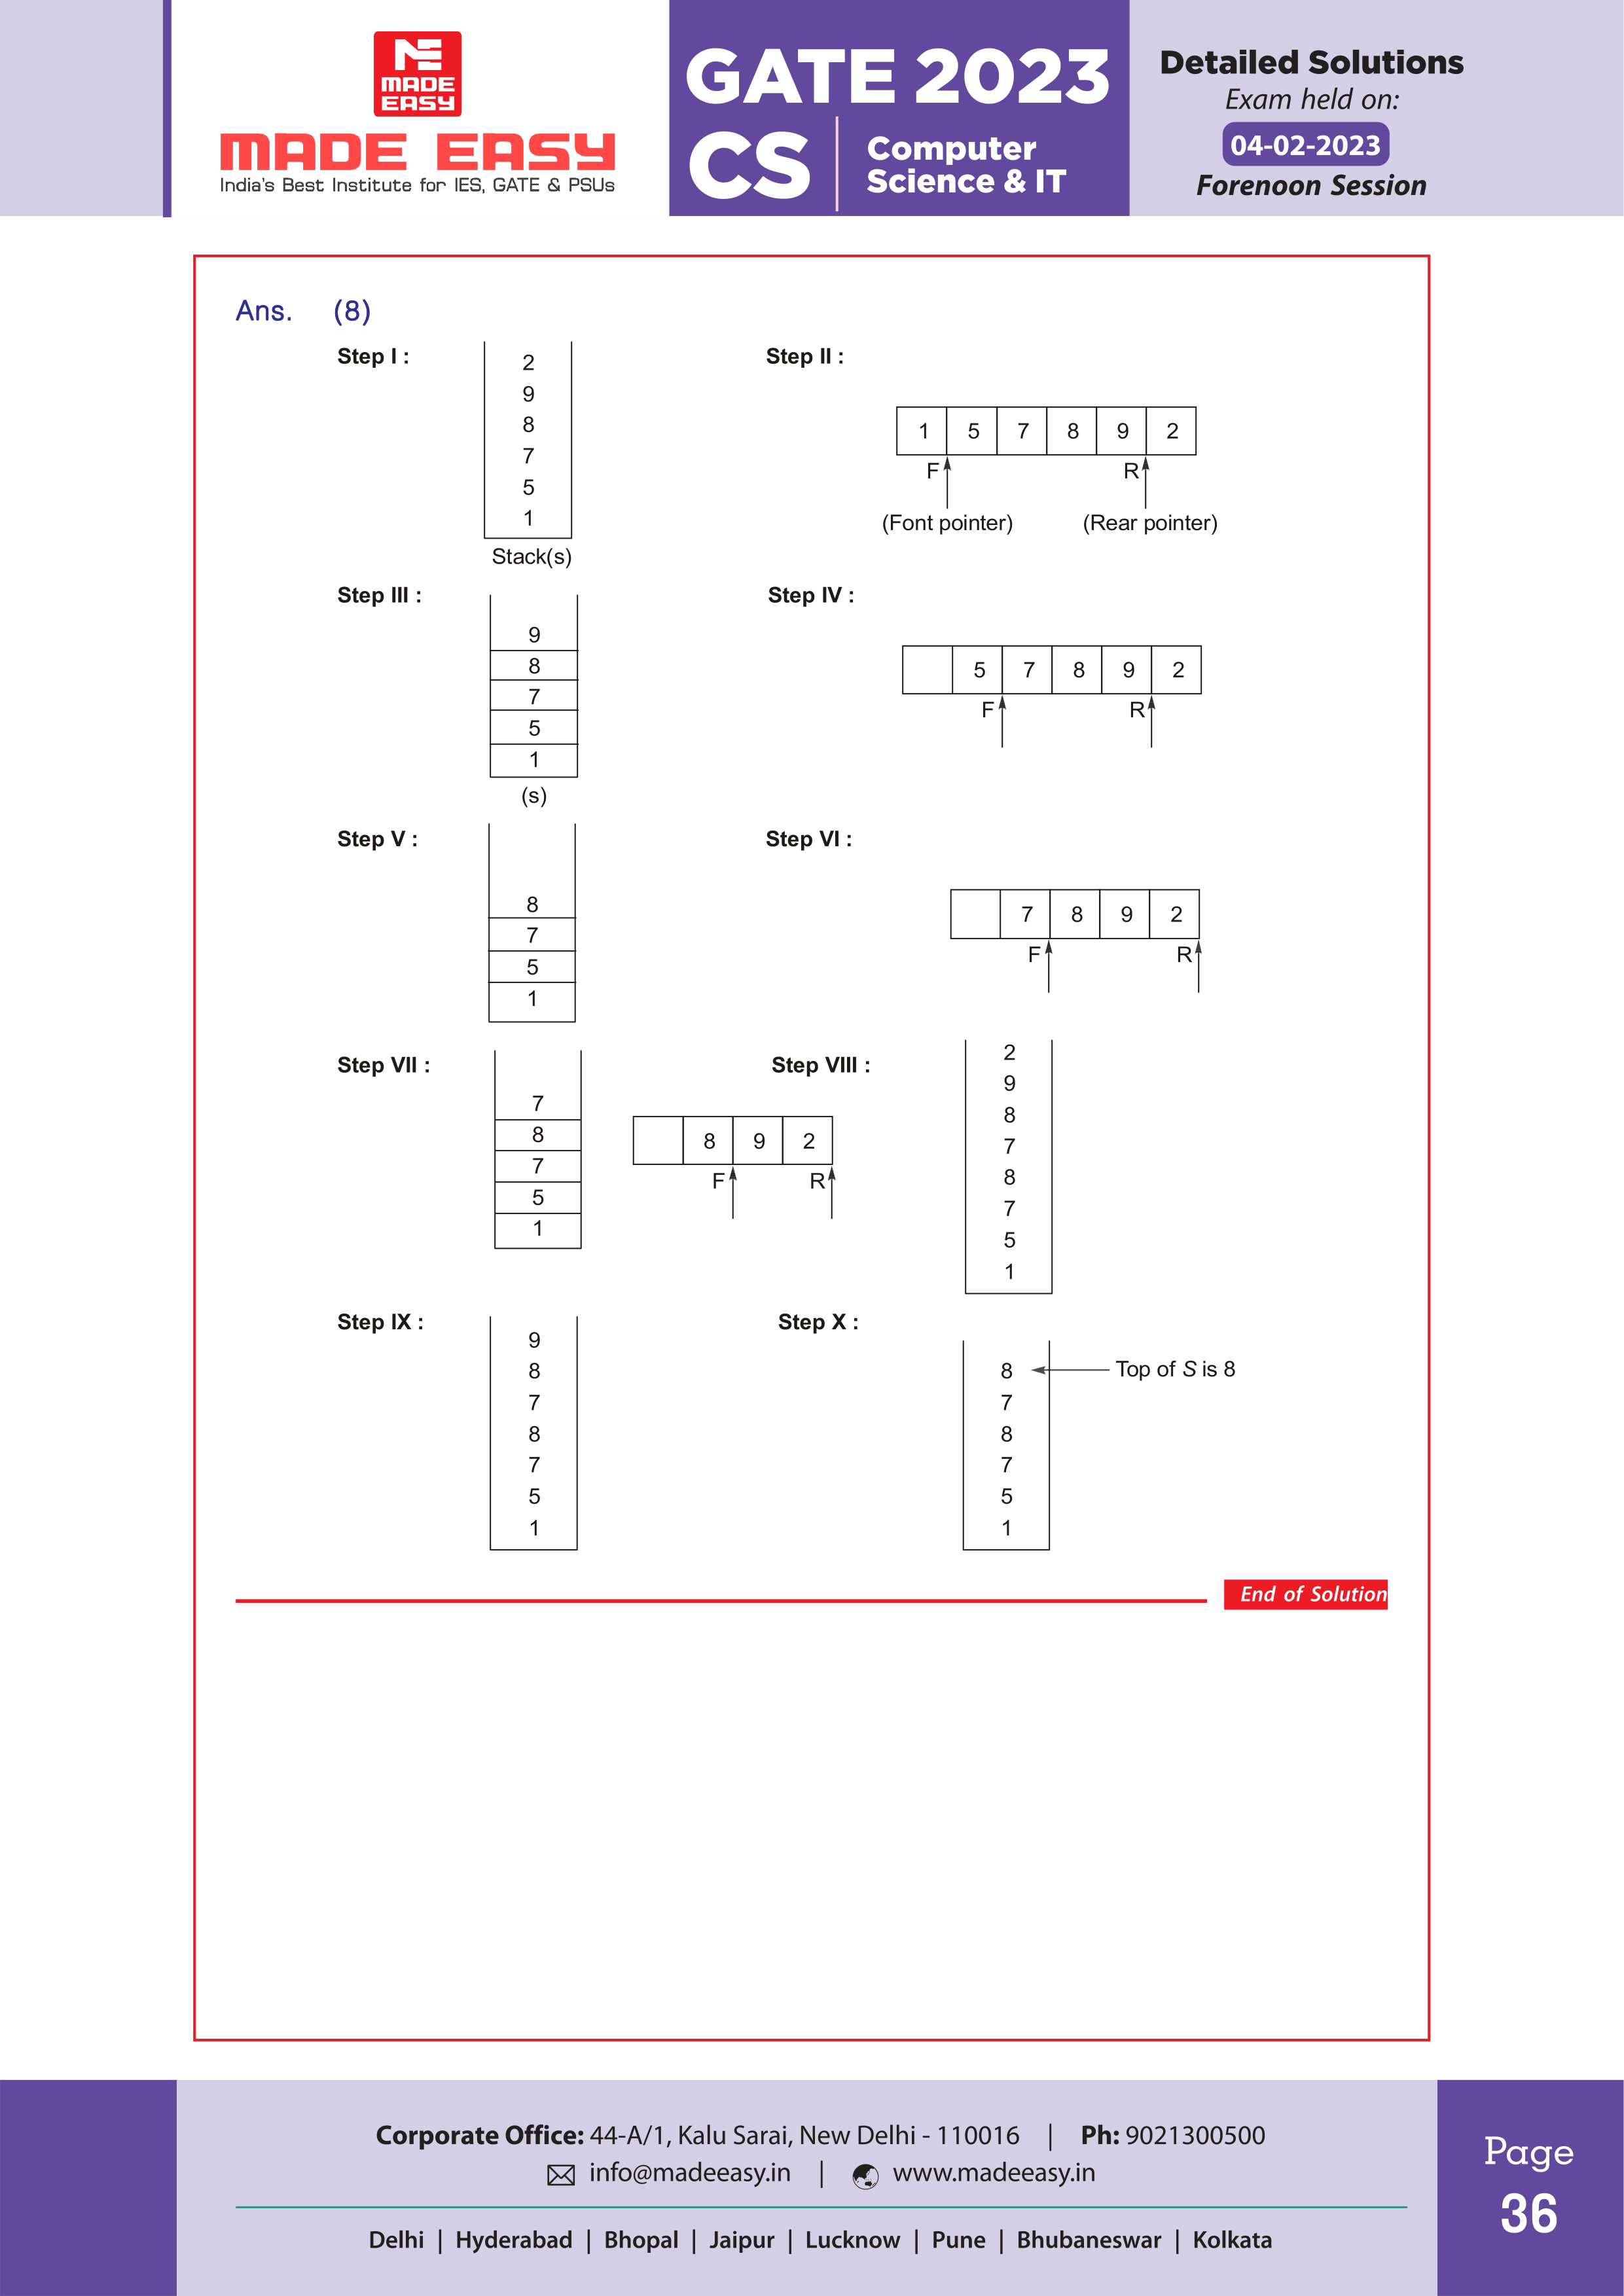 MADE
EASY
MADE EASY
India's Best Institute for IES, GATE & PSUs
GATE 2023
CS
Computer
Science & IT
Detailed Solutions
Exam held on:
04-02-2023
Forenoon Session
Ans. (8)
Step I :
2
9
8
7
5
1
Stack(s)
Step II :
1 5 7 8 9 2
F R
(Font pointer) (Rear pointer)
Step III :
9
8
7
5
1
(s)
Step IV :
5 7 8 9 2
F R
Step V :
8
7
5
1
Step VI :
7 8 9 2
F R
Step VII :
7
8
7
5
1
8 9 2
F R
Step VIII :
2
9
8
7
8
7
5
1
Step IX :
9
8
7
8
7
5
1
Step X :
8
7
8
7
5
1
Top of S is 8
End of Solution
Corporate Office: 44-A/1, Kalu Sarai, New Delhi - 110016 | Ph: 9021300500
info@madeeasy.in | www.madeeasy.in
Delhi | Hyderabad | Bhopal | Jaipur | Lucknow | Pune | Bhubaneswar | Kolkata
Page
36